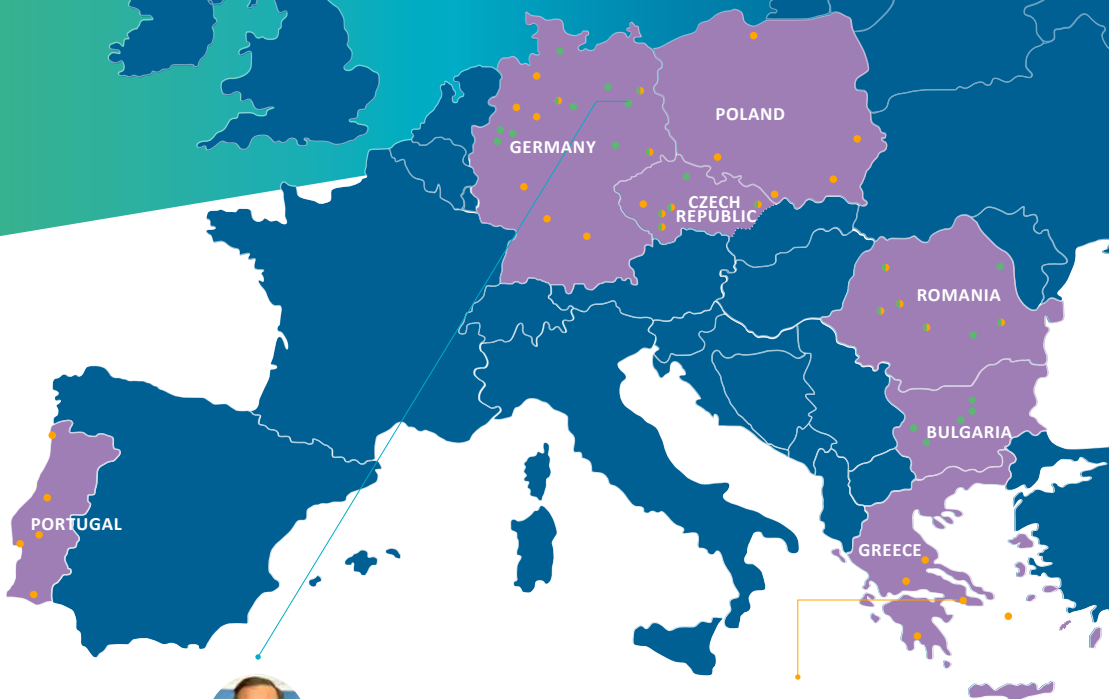 POLAND
GERMANY
CZECH
REPUBLIC
ROMANIA
BULGARIA
PORTUGAL
GREECE